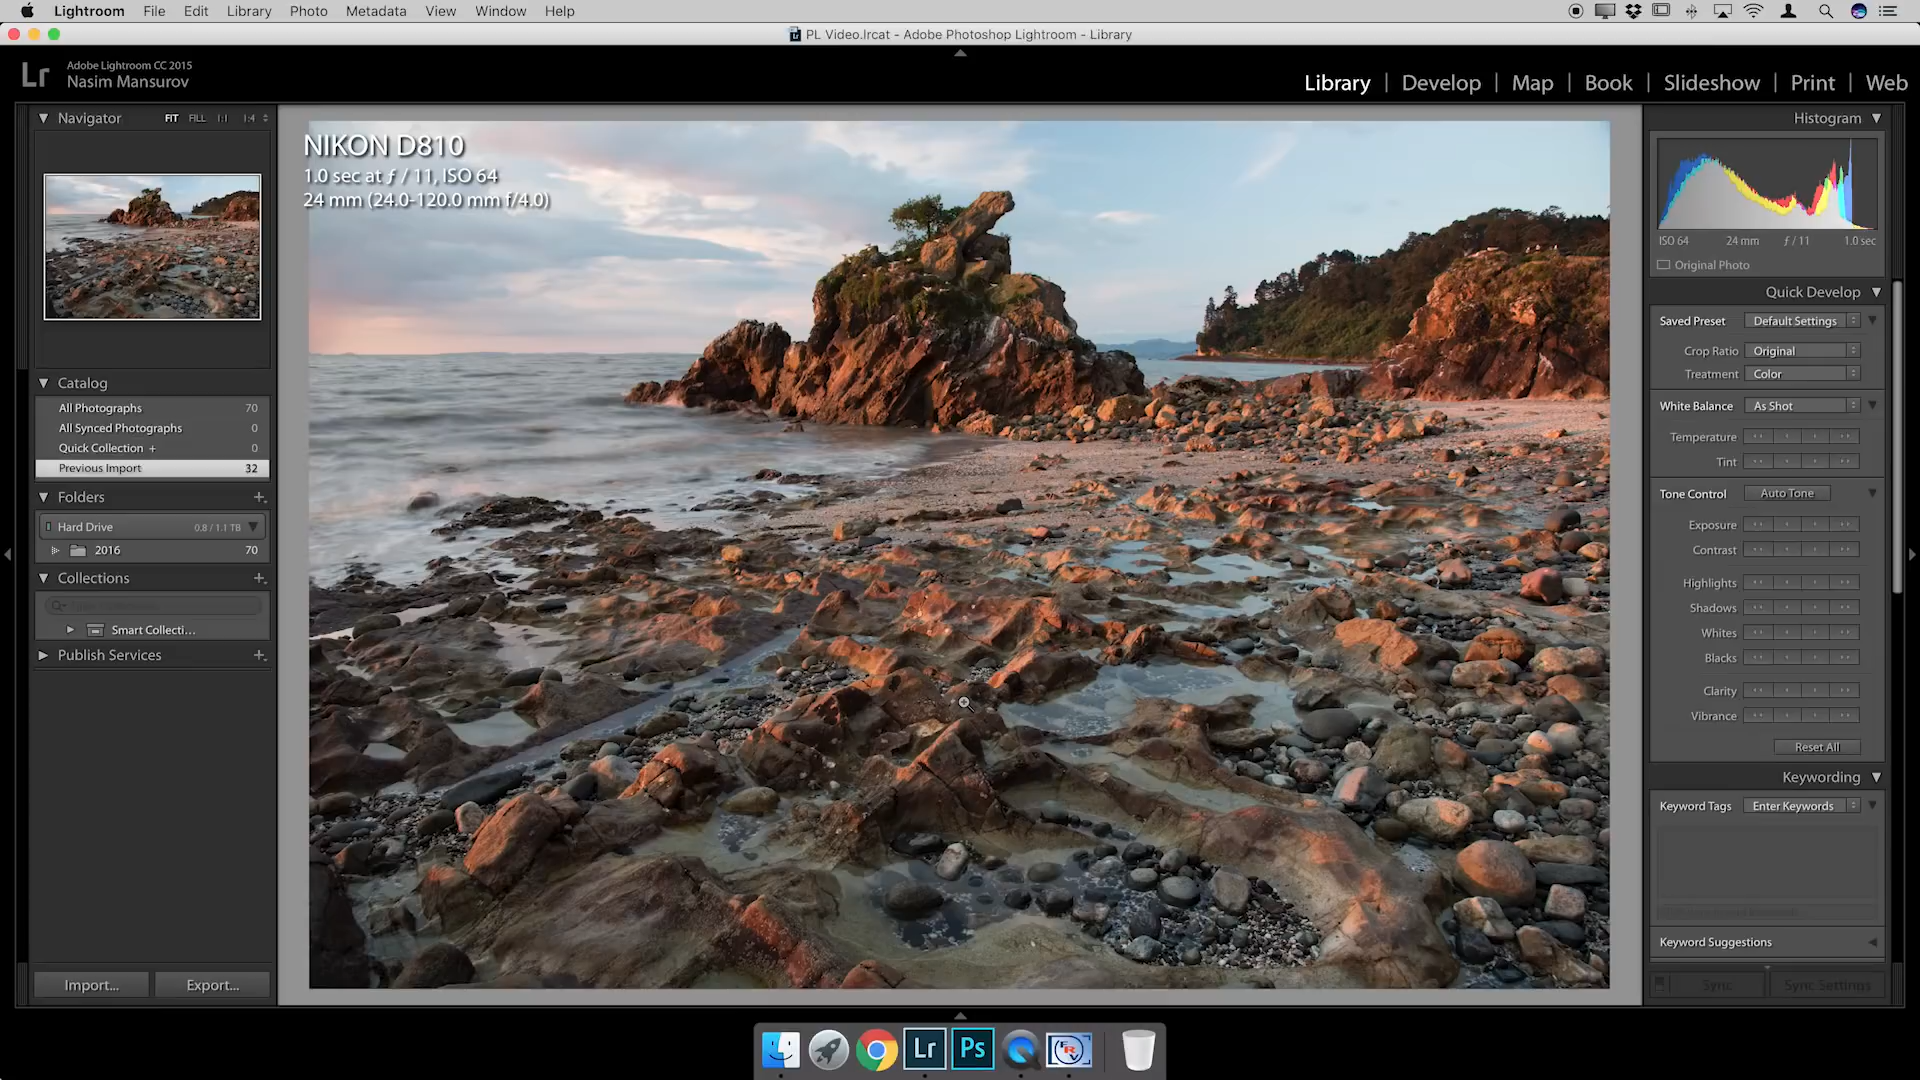 Lightroom File Edit Library Photo Metadata View Window Help
PL Video.lrcat - Adobe Photoshop Lightroom - Library
Lr
Adobe Lightroom CC 2015
Nasim Mansurov
Library | Develop | Map | Book | Slideshow | Print | Web
Navigator FIT FILL 1:1 1:4
NIKON D810
1.0 sec at ƒ / 11, ISO 64
24 mm (24.0-120.0 mm f/4.0)
Catalog
All Photographs 70
All Synced Photographs 0
Quick Collection + 0
Previous Import 32
Folders +
Hard Drive 0.8 / 1.1 TB
2016 70
Collections +
Smart Collecti...
Publish Services +
Import...
Export...
Histogram
ISO 64 24 mm ƒ / 11 1.0 sec
Original Photo
Quick Develop
Saved Preset Default Settings
Crop Ratio Original
Treatment Color
White Balance As Shot
Temperature
Tint
Tone Control Auto Tone
Exposure
Contrast
Highlights
Shadows
Whites
Blacks
Clarity
Vibrance
Reset All
Keywording
Keyword Tags Enter Keywords
Keyword Suggestions
Sync
Sync Settings
Lr
Ps
FRV